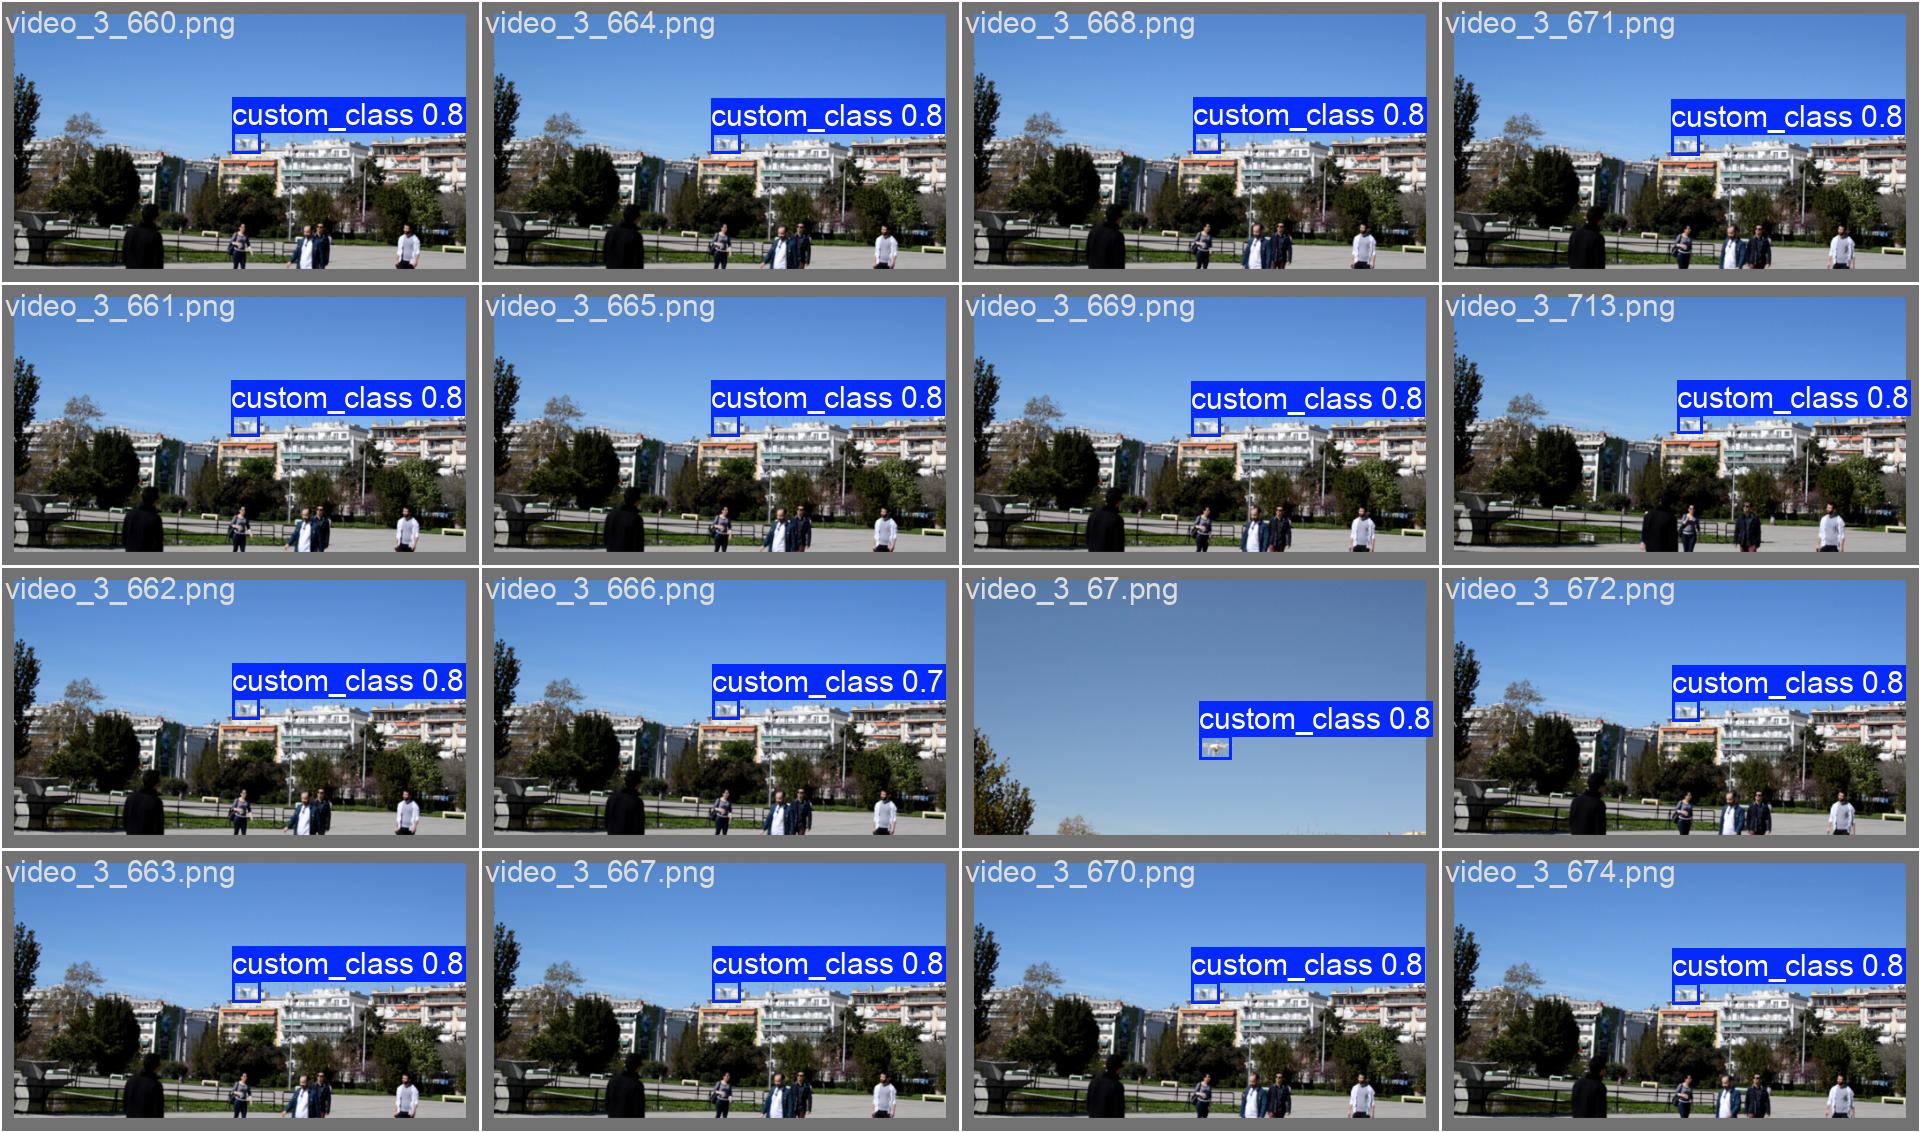 video_3_660.png
custom_class 0.8
video_3_664.png
custom_class 0.8
video_3_668.png
custom_class 0.8
video_3_671.png
custom_class 0.8
video_3_661.png
custom_class 0.8
video_3_665.png
custom_class 0.8
video_3_669.png
custom_class 0.8
video_3_713.png
custom_class 0.8
video_3_662.png
custom_class 0.8
video_3_666.png
custom_class 0.7
video_3_67.png
custom_class 0.8
video_3_672.png
custom_class 0.8
video_3_663.png
custom_class 0.8
video_3_667.png
custom_class 0.8
video_3_670.png
custom_class 0.8
video_3_674.png
custom_class 0.8